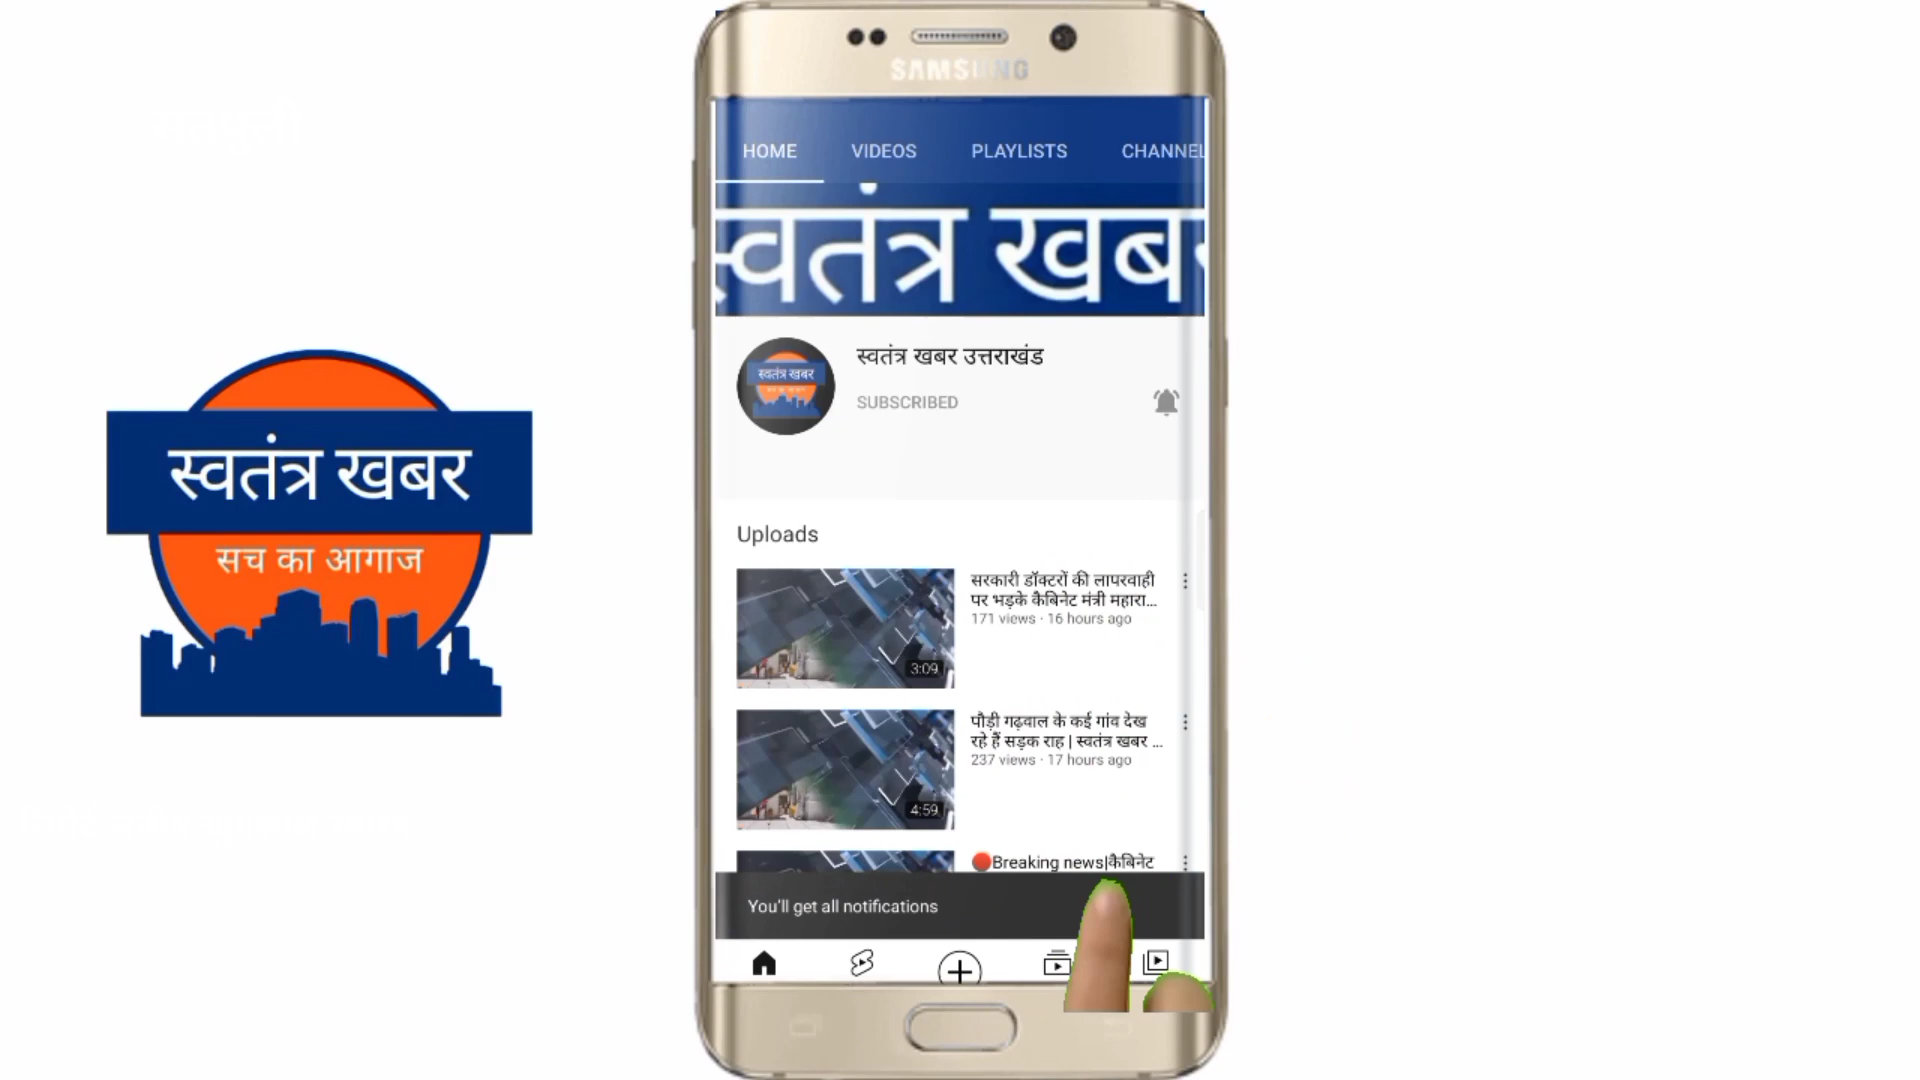 SAMSUNG
HOME VIDEOS PLAYLISTS CHANNEL
स्वतंत्र खबर
स्वतंत्र खबर
सच का आगाज
स्वतंत्र खबर
स्वतंत्र खबर उत्तराखंड
SUBSCRIBED
Uploads
सरकारी डॉक्टरों की लापरवाही
पर भड़के कैबिनेट मंत्री महारा...
171 views · 16 hours ago
3:09
पौड़ी गढ़वाल के कई गांव देख
रहे हैं सड़क राह | स्वतंत्र खबर ...
237 views · 17 hours ago
4:59
🔴Breaking news|कैबिनेट
You'll get all notifications